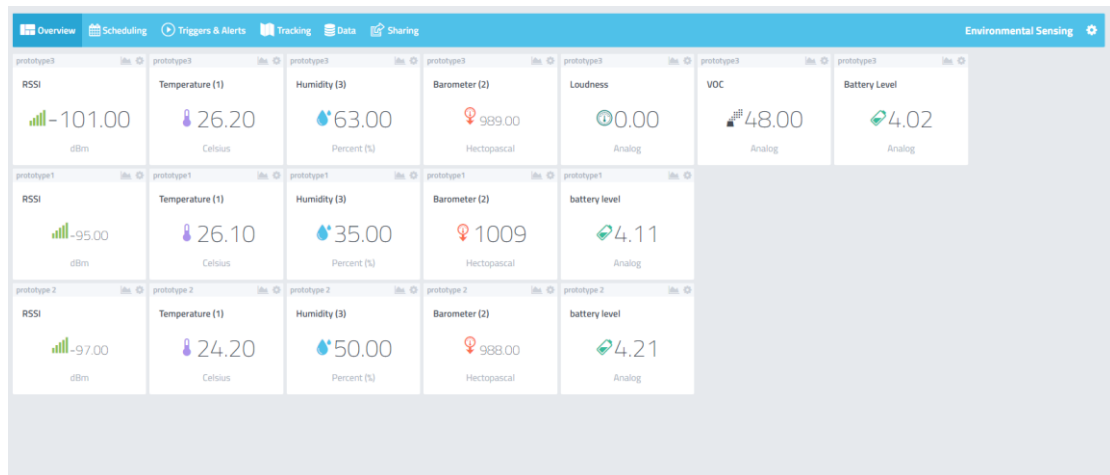 Overview Scheduling Triggers & Alerts Tracking Data Sharing Environmental Sensing
prototype3 prototype3 prototype3 prototype3 prototype3 prototype3 prototype3
RSSI Temperature (1) Humidity (3) Barometer (2) Loudness VOC Battery Level
-101.00 26.20 63.00 989.00 0.00 48.00 4.02
dBm Celsius Percent (%) Hectopascal Analog Analog Analog
prototype1 prototype1 prototype1 prototype1 prototype1
RSSI Temperature (1) Humidity (3) Barometer (2) battery level
-95.00 26.10 35.00 1009 4.11
dBm Celsius Percent (%) Hectopascal Analog
prototype 2 prototype 2 prototype 2 prototype 2 prototype 2
RSSI Temperature (1) Humidity (3) Barometer (2) battery level
-97.00 24.20 50.00 988.00 4.21
dBm Celsius Percent (%) Hectopascal Analog